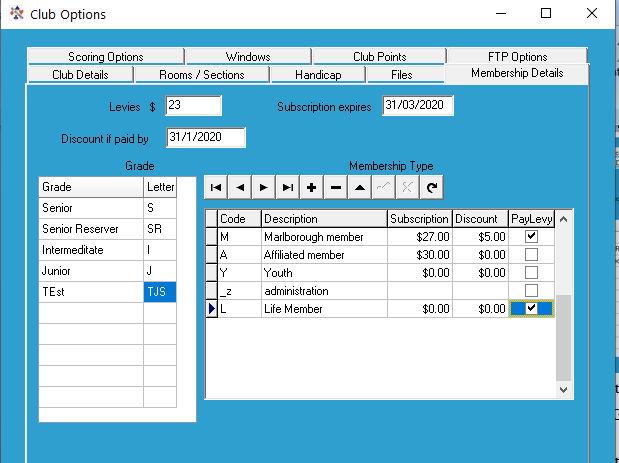 Club Options
Scoring Options Windows Club Points FTP Options
Club Details Rooms / Sections Handicap Files Membership Details
Levies $ 23 Subscription expires 31/03/2020
Discount if paid by 31/1/2020
Grade Membership Type
Grade Letter
Senior S
Senior Reserver SR
Intermeditate I
Junior J
TEst TJS
Code Description Subscription Discount PayLevy
M Marlborough member $27.00 $5.00
A Affiliated member $30.00 $0.00
Y Youth $0.00 $0.00
_z administration
L Life Member $0.00 $0.00